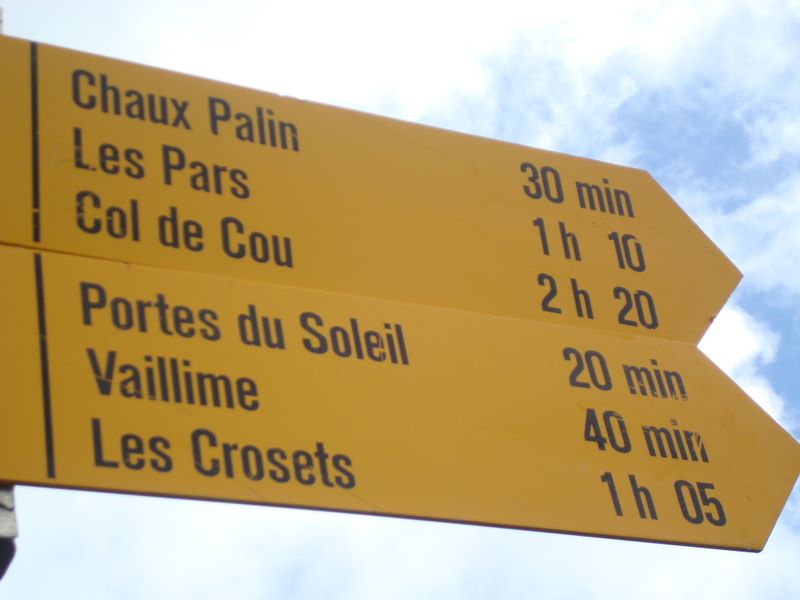 Chaux Palin 30 min
Les Pars 1 h 10
Col de Cou 2 h 20
Portes du Soleil 20 min
Vaillime 40 min
Les Crosets 1 h 05